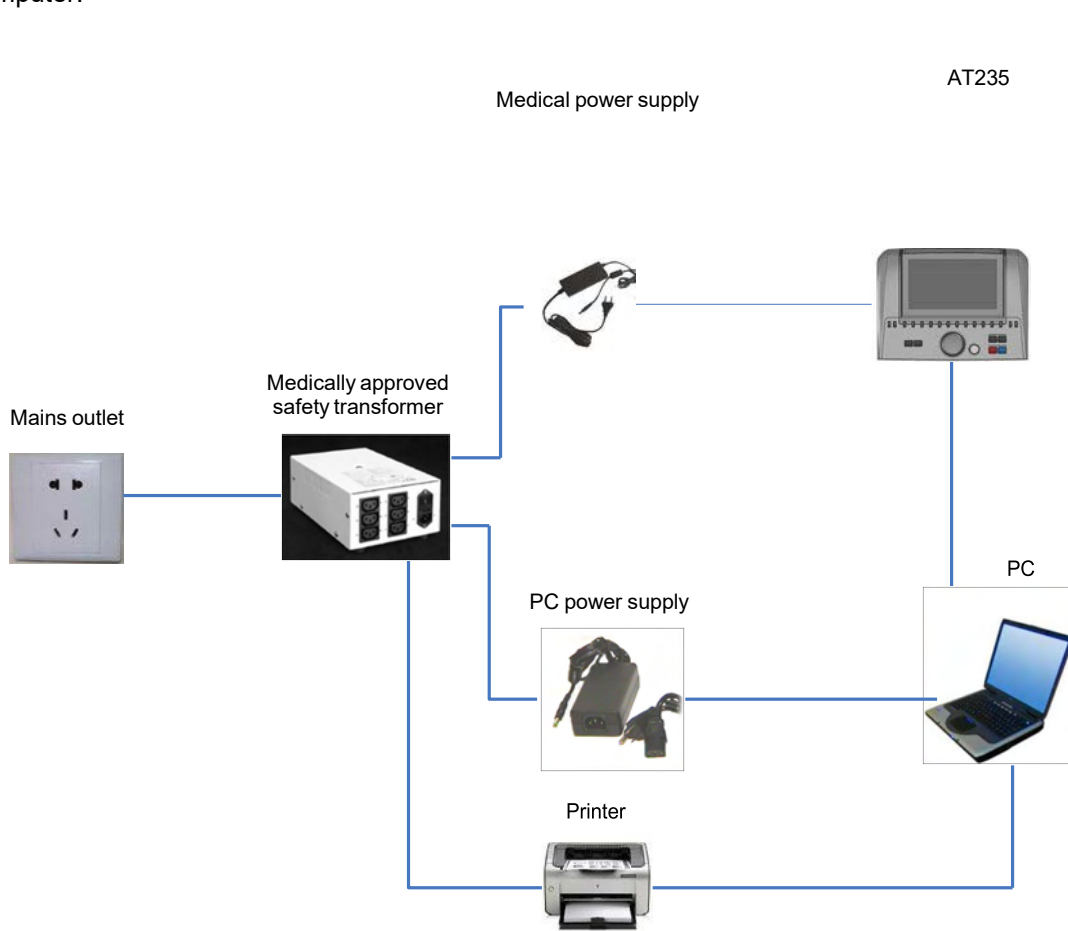 AT235
Medical power supply
Medically approved
safety transformer
Mains outlet
PC
PC power supply
Printer